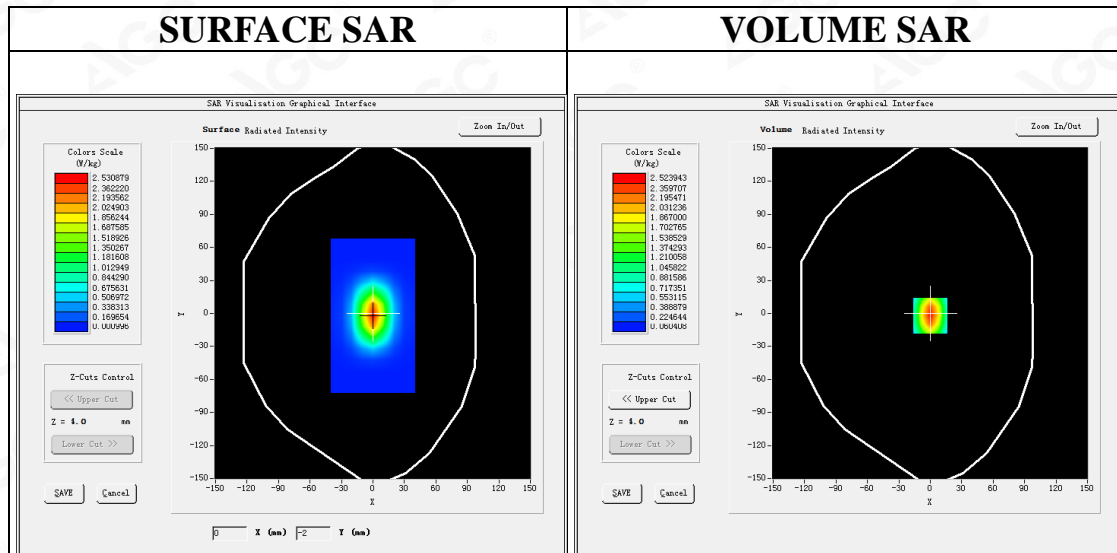 SURFACE SAR
VOLUME SAR
SAR Visualisation Graphical Interface
Surface Radiated Intensity
Zoom In/Out
Colors Scale
(W/kg)
2.530879
2.362220
2.193562
2.024903
1.856244
1.687585
1.518926
1.350267
1.181608
1.012949
0.844290
0.675631
0.506972
0.338313
0.169654
0.000996
150
120
90
60
30
0
-30
-60
-90
-120
-150
Y
-150 -120 -90 -60 -30 0 30 60 90 120 150
X
Z-Cuts Control
<< Upper Cut
Z = 4.0 mm
Lower Cut >>
SAVE Cancel
0 X (mm) -2 Y (mm)
SAR Visualisation Graphical Interface
Volume Radiated Intensity
Zoom In/Out
Colors Scale
(W/kg)
2.523943
2.359707
2.195471
2.031236
1.867000
1.702765
1.538529
1.374293
1.210058
1.045822
0.881586
0.717351
0.553115
0.388879
0.224644
0.060408
150
120
90
60
30
0
-30
-60
-90
-120
-150
Y
-150 -120 -90 -60 -30 0 30 60 90 120 150
X
Z-Cuts Control
<< Upper Cut
Z = 4.0 mm
Lower Cut >>
SAVE Cancel